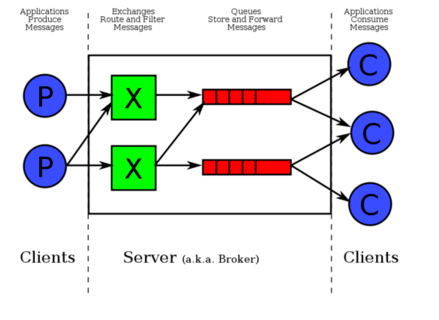 Applications
Produce
Messages
Exchanges
Route and Filter
Messages
Queues
Store and Forward
Messages
Applications
Consume
Messages
P
X
C
P
X
C
C
Clients
Server (a.k.a. Broker)
Clients